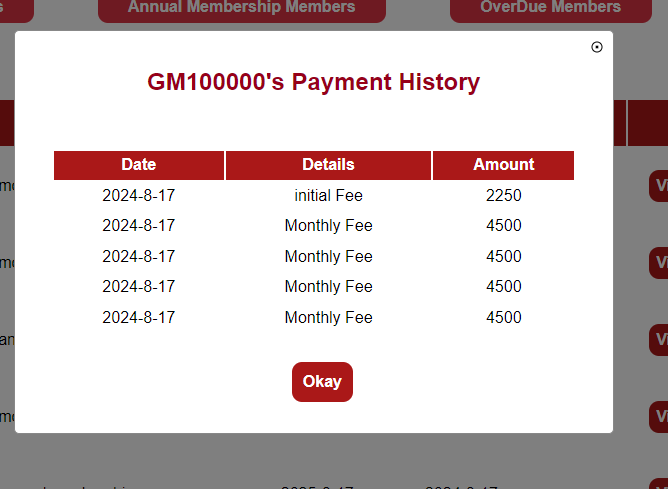 Annual Membership Members OverDue Members
GM100000's Payment History
Date Details Amount
2024-8-17 initial Fee 2250
2024-8-17 Monthly Fee 4500
2024-8-17 Monthly Fee 4500
2024-8-17 Monthly Fee 4500
2024-8-17 Monthly Fee 4500
Okay